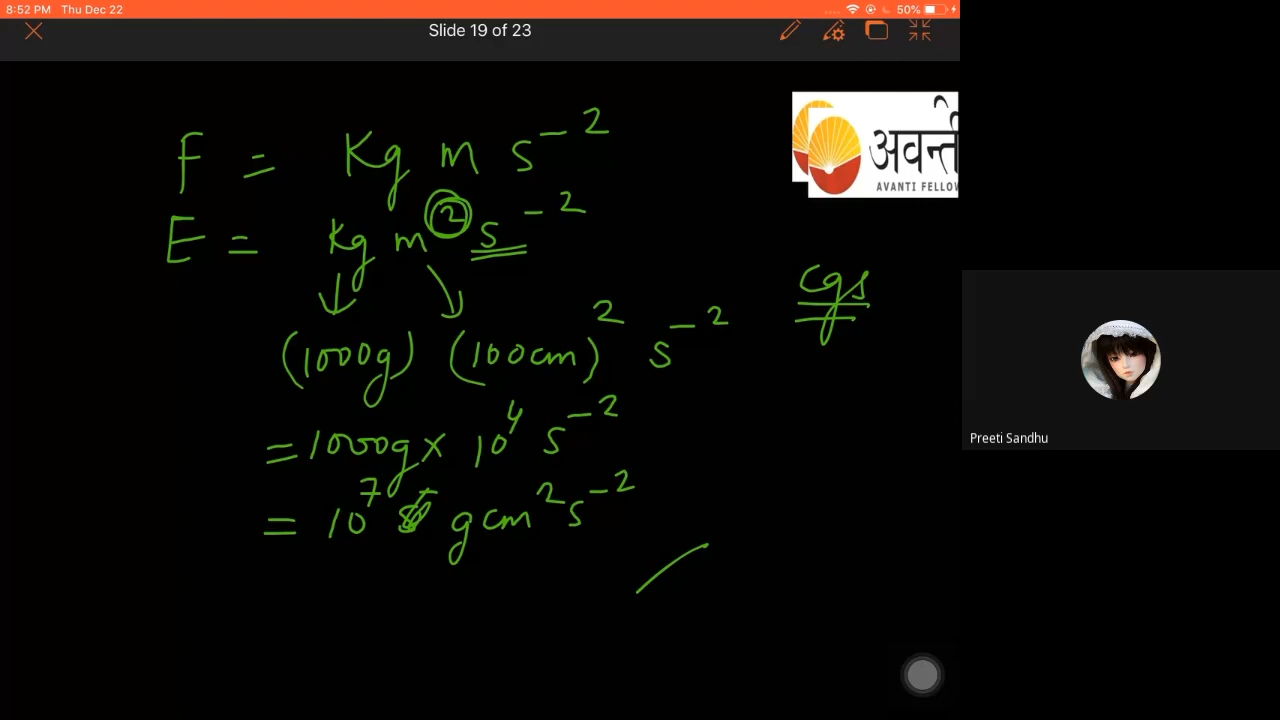 8:52 PM Thu Dec 22
50%
Slide 19 of 23
F = Kg m s⁻²
E = kg m² s⁻²
(1000g) (100cm)² s⁻²
= 1000g × 10⁴ s⁻²
= 10⁷ g cm² s⁻²
cgs
अवन्त
AVANTI FELLOW
Preeti Sandhu